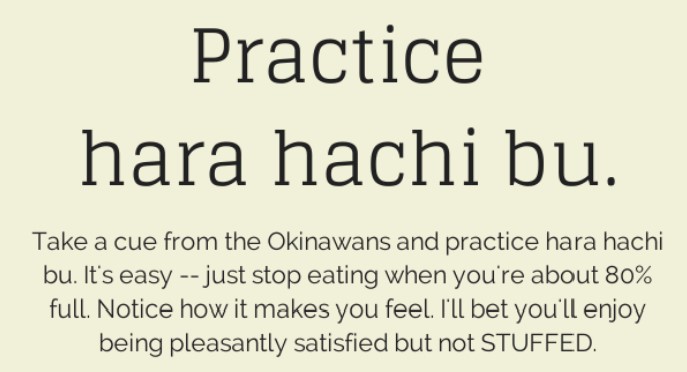 Practice
hara hachi bu.
Take a cue from the Okinawans and practice hara hachi
bu. It's easy -- just stop eating when you're about 80%
full. Notice how it makes you feel. I'll bet you'll enjoy
being pleasantly satisfied but not STUFFED.